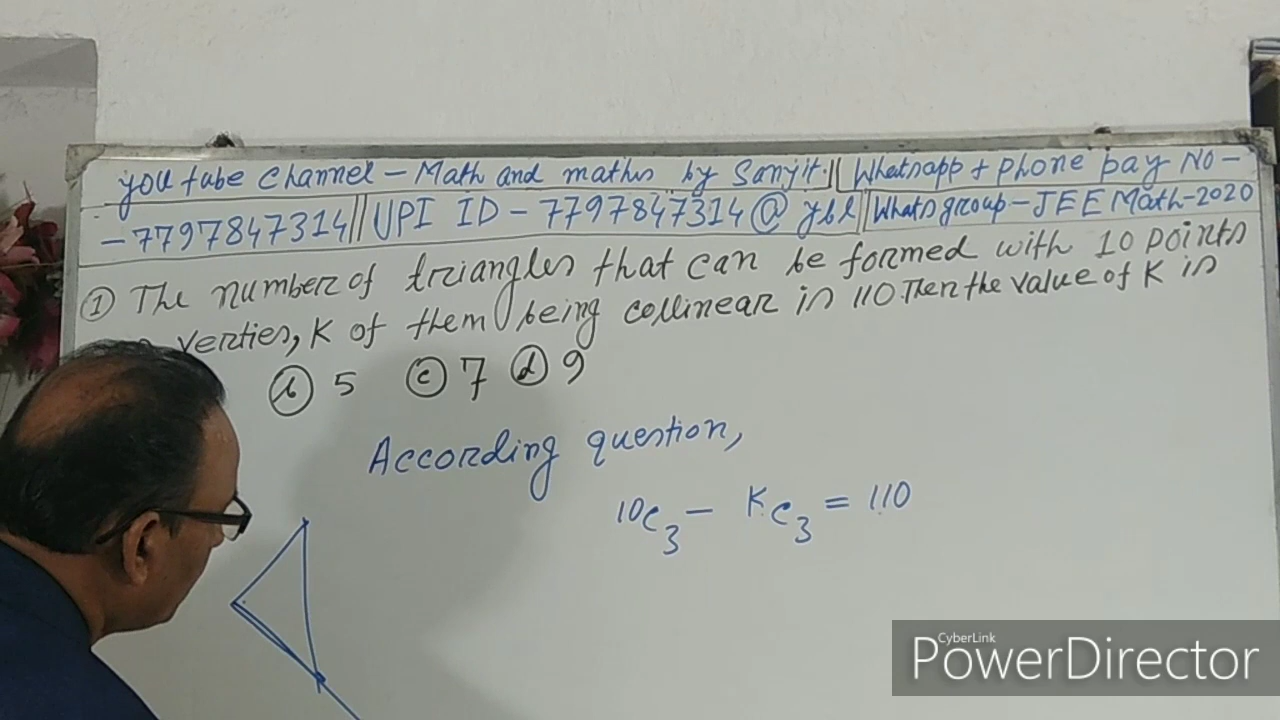 you tube channel - Math and maths by Sanjit. || Whatsapp + phone pay No -
- 7797847314 || UPI ID - 7797847314@ybl || Whats group - JEE Math-2020
① The number of triangles that can be formed with 10 points
verties, K of them being collinear is 110. Then the value of K is
ⓑ 5 ⓒ 7 ⓓ 9
According question,
¹⁰C₃ - ᴷC₃ = 110
CyberLink
PowerDirector